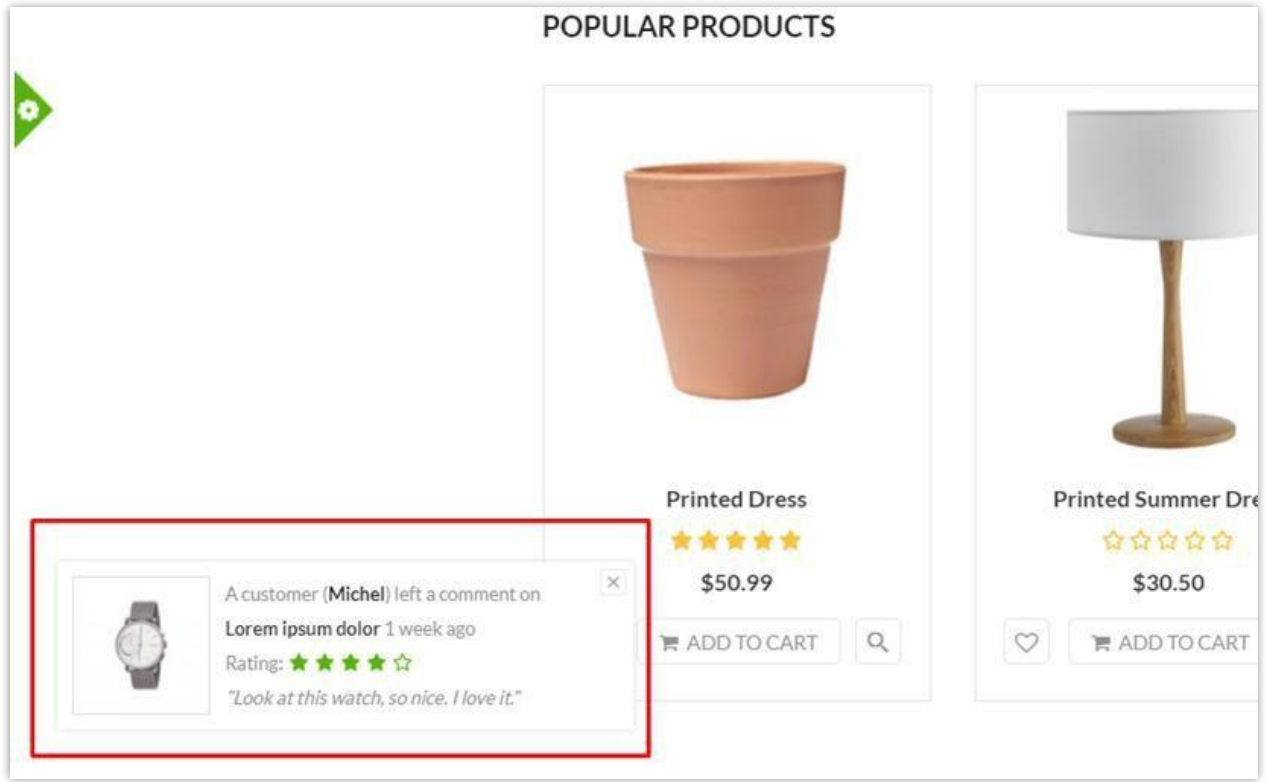 POPULAR PRODUCTS
Printed Dress
$50.99
ADD TO CART
Printed Summer Dre
$30.50
ADD TO CART
A customer (Michel) left a comment on
Lorem ipsum dolor 1 week ago
Rating:
"Look at this watch, so nice. I love it."